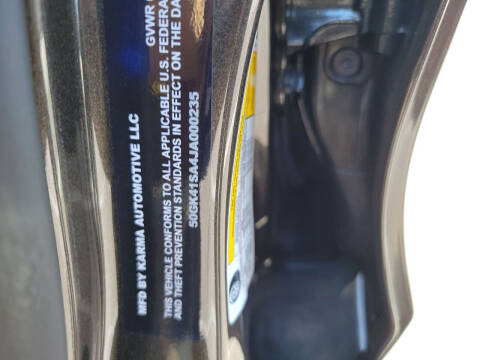 MFD BY KARMA AUTOMOTIVE LLC
GVWR
THIS VEHICLE CONFORMS TO ALL APPLICABLE U.S. FEDERA
AND THEFT PREVENTION STANDARDS IN EFFECT ON THE DA
50GK41SA4JA000235